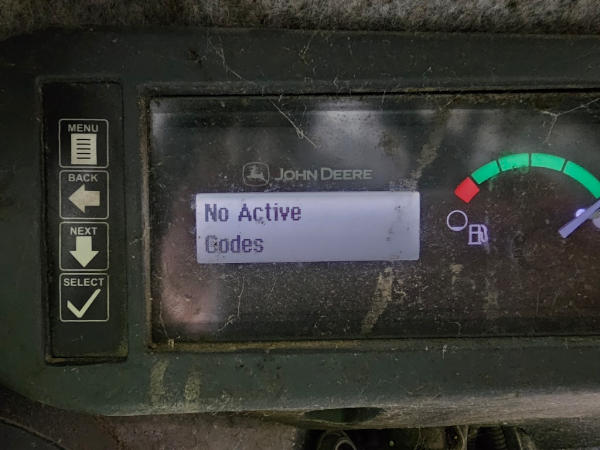 MENU
BACK
NEXT
SELECT
JOHN DEERE
No Active
Codes